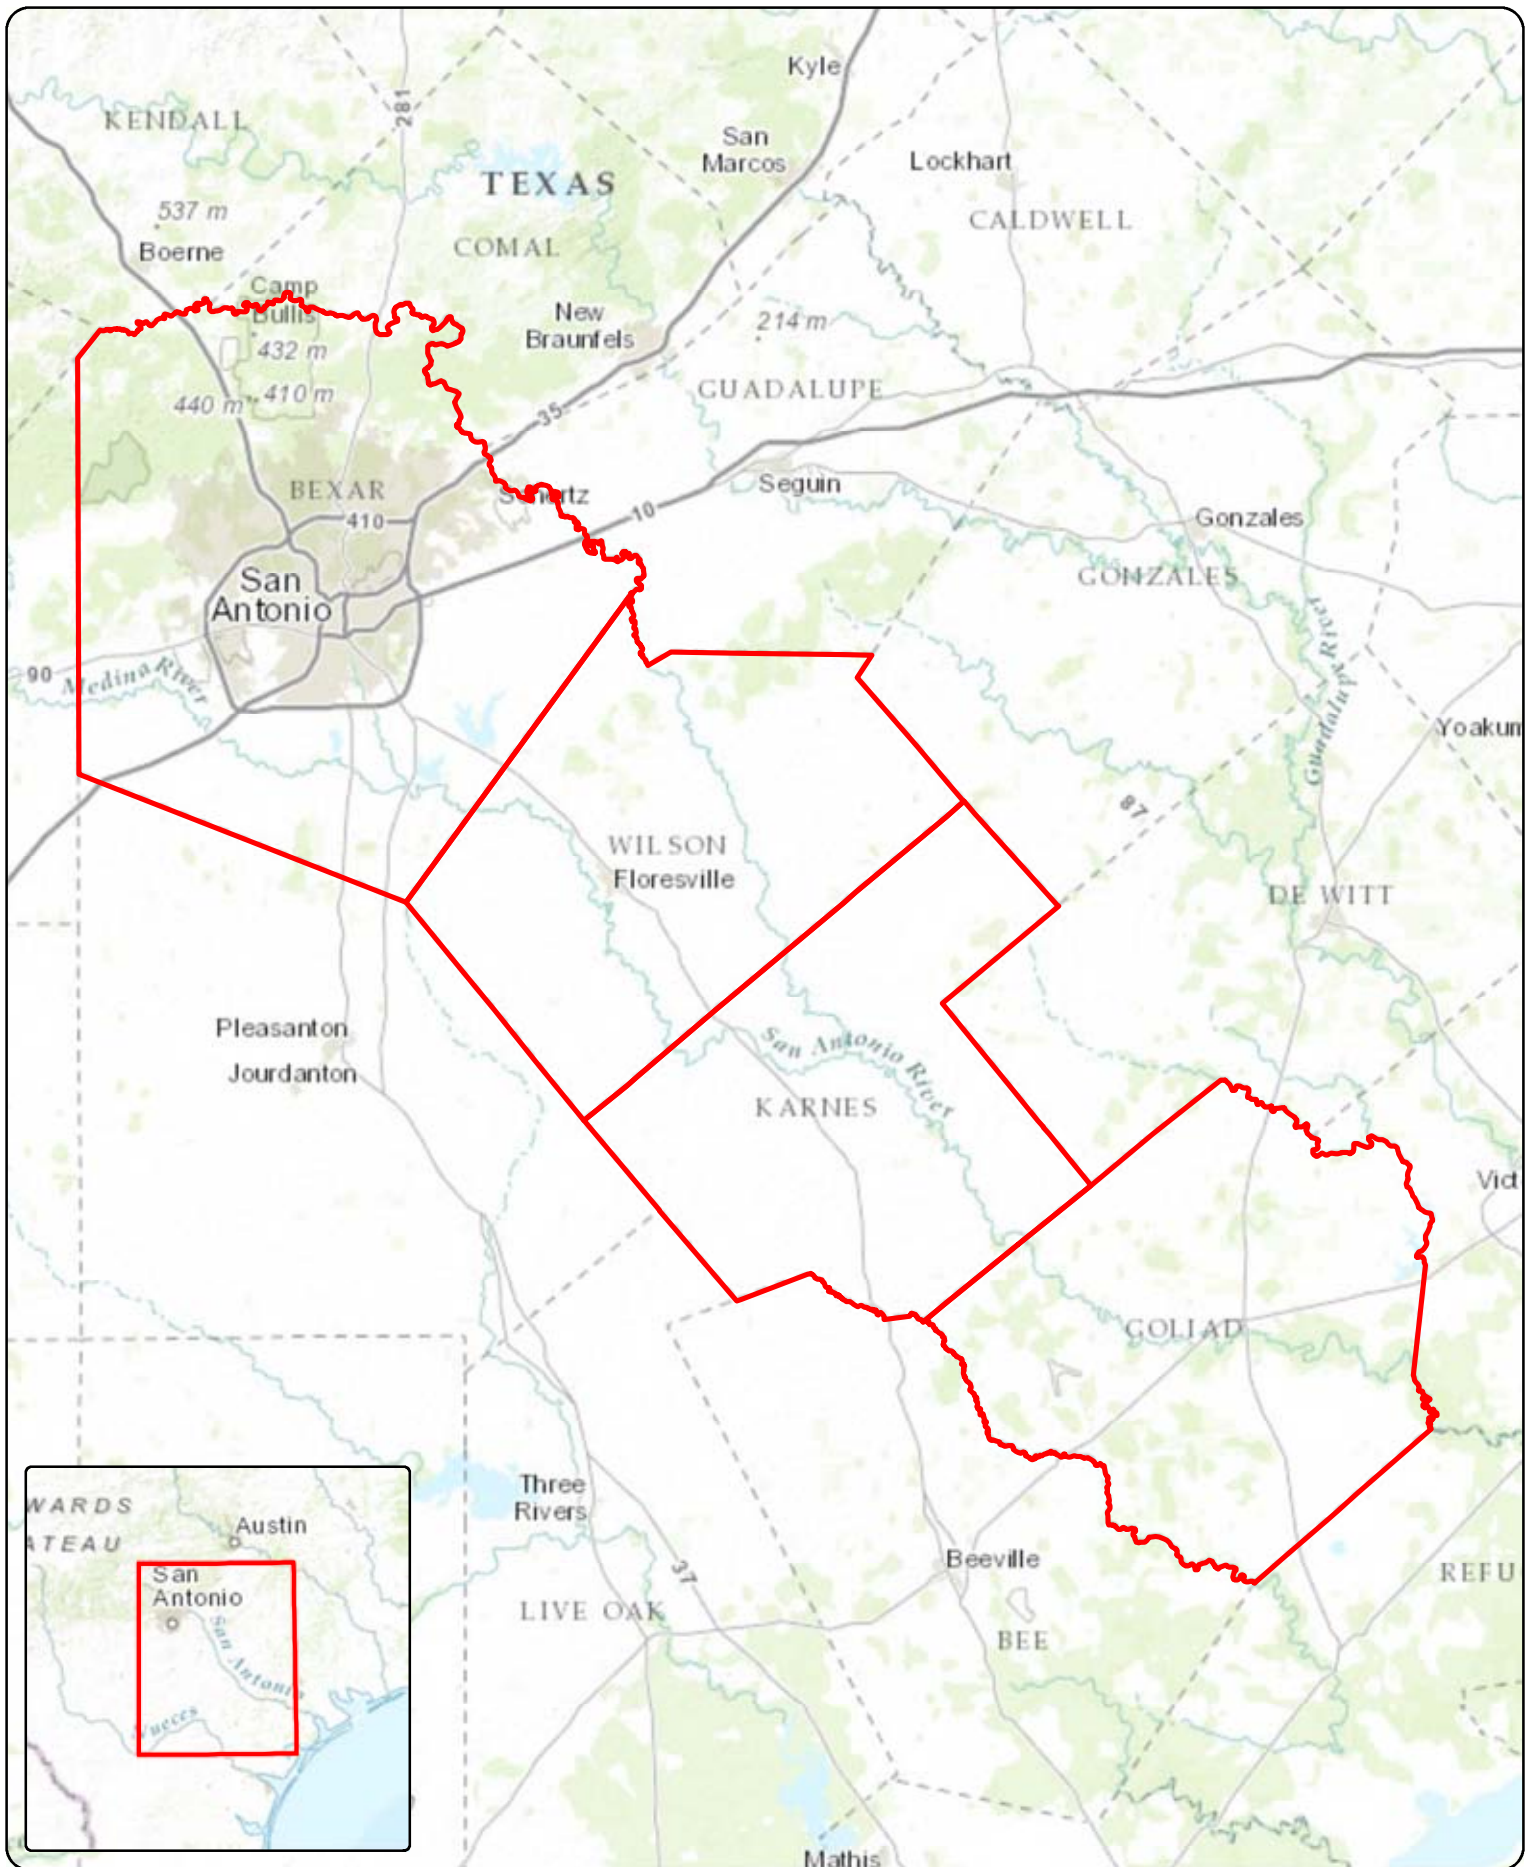 Kyle
281
KENDALL
San
Marcos
Lockhart
TEXAS
537 m
CALDWELL
Boerne
COMAL
Camp
Bullis
New
Braunfels
214 m
432 m
GUADALUPE
440 m
410 m
35
BEXAR
Schertz
Seguin
410
10
Gonzales
San
Antonio
GONZALES
90
Medina River
Guadalupe River
Yoakum
87
WILSON
Floresville
DE WITT
Pleasanton
San Antonio River
Jourdanton
KARNES
Vict
GOLIAD
Three
Rivers
WARDS
Austin
ATEAU
Beeville
San
Antonio
37
REFU
LIVE OAK
San Antonio
BEE
Nueces
Mathis